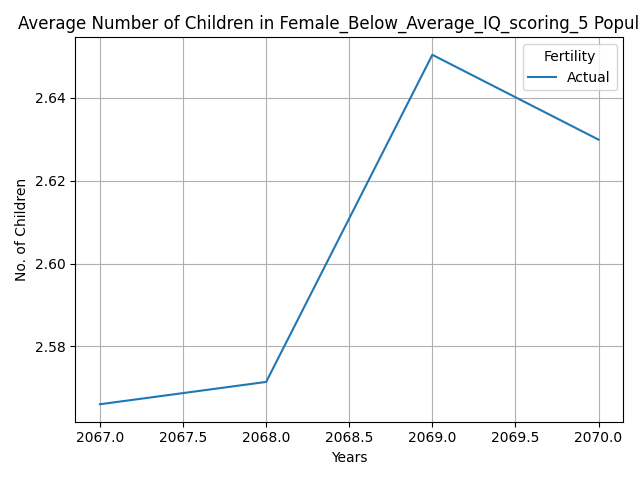 Average Number of Children in Female_Below_Average_IQ_scoring_5 Popul
Fertility
Actual
2.64
2.62
2.60
2.58
No. of Children
2067.0 2067.5 2068.0 2068.5 2069.0 2069.5 2070.0
Years